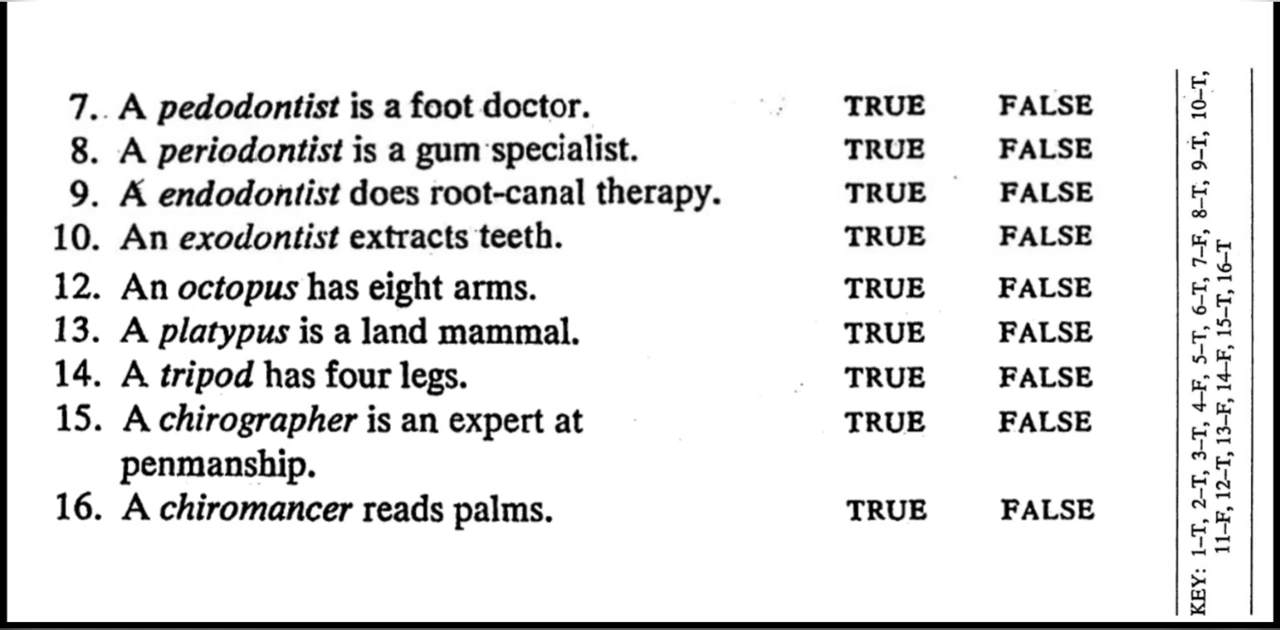 7. A pedodontist is a foot doctor. TRUE FALSE
8. A periodontist is a gum specialist. TRUE FALSE
9. A endodontist does root-canal therapy. TRUE FALSE
10. An exodontist extracts teeth. TRUE FALSE
12. An octopus has eight arms. TRUE FALSE
13. A platypus is a land mammal. TRUE FALSE
14. A tripod has four legs. TRUE FALSE
15. A chirographer is an expert at TRUE FALSE
penmanship.
16. A chiromancer reads palms. TRUE FALSE
KEY: 1–T, 2–T, 3–T, 4–F, 5–T, 6–T, 7–F, 8–T, 9–T, 10–T,
11–F, 12–T, 13–F, 14–F, 15–T, 16–T